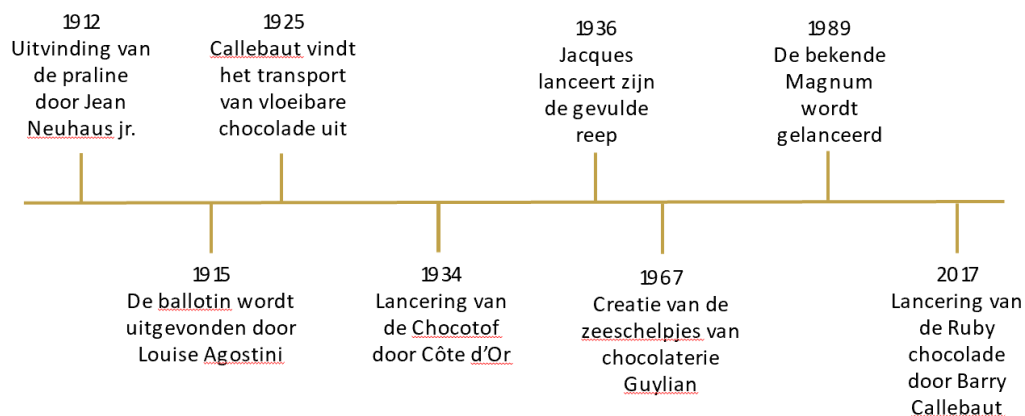 1912
Uitvinding van
de praline
door Jean
Neuhaus jr.
1925
Callebaut vindt
het transport
van vloeibare
chocolade uit
1936
Jacques
lanceert zijn
de gevulde
reep
1989
De bekende
Magnum
wordt
gelanceerd
1915
De ballotin wordt
uitgevonden door
Louise Agostini
1934
Lancering van
de Chocotof
door Côte d’Or
1967
Creatie van de
zeeschelpjes van
chocolaterie
Guylian
2017
Lancering van
de Ruby
chocolade
door Barry
Callebaut